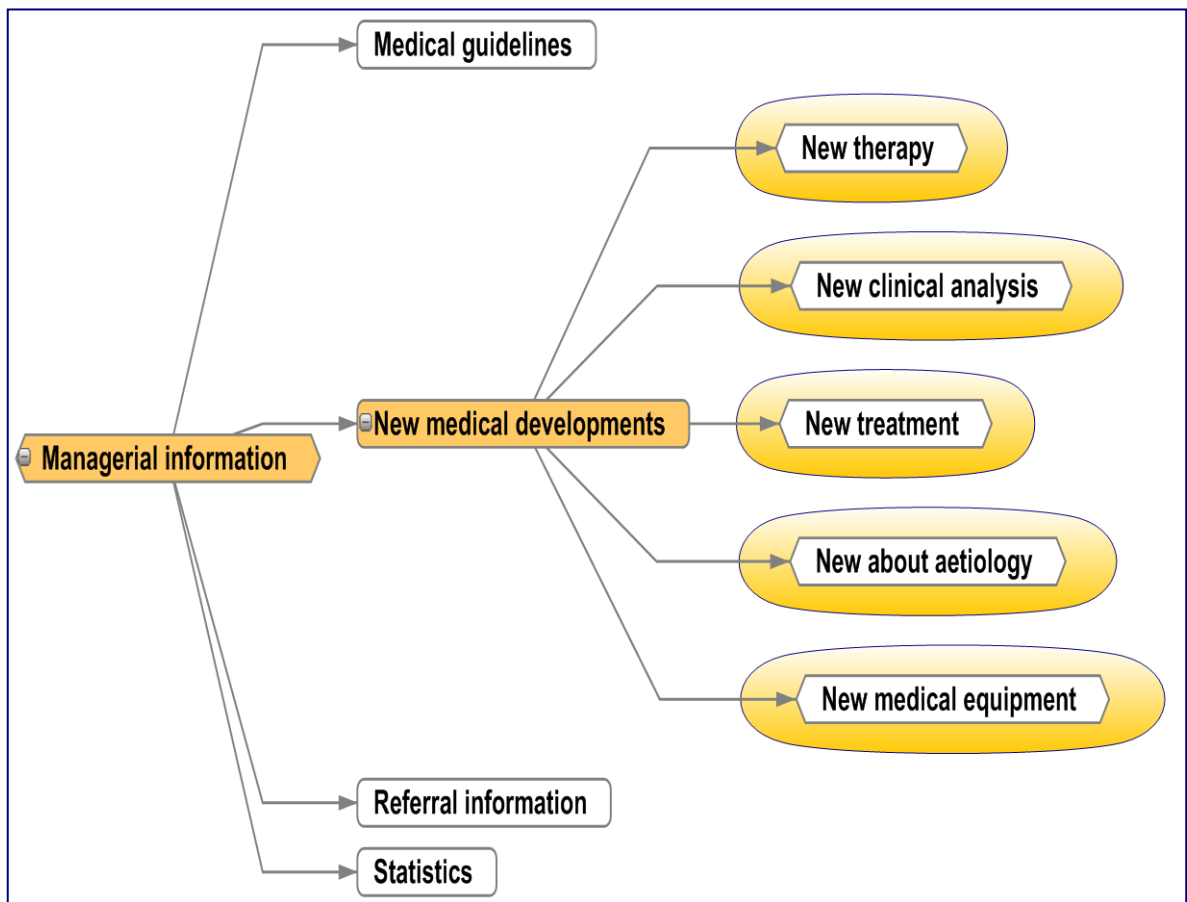 Medical guidelines
New therapy
New clinical analysis
New medical developments
New treatment
Managerial information
New about aetiology
New medical equipment
Referral information
Statistics